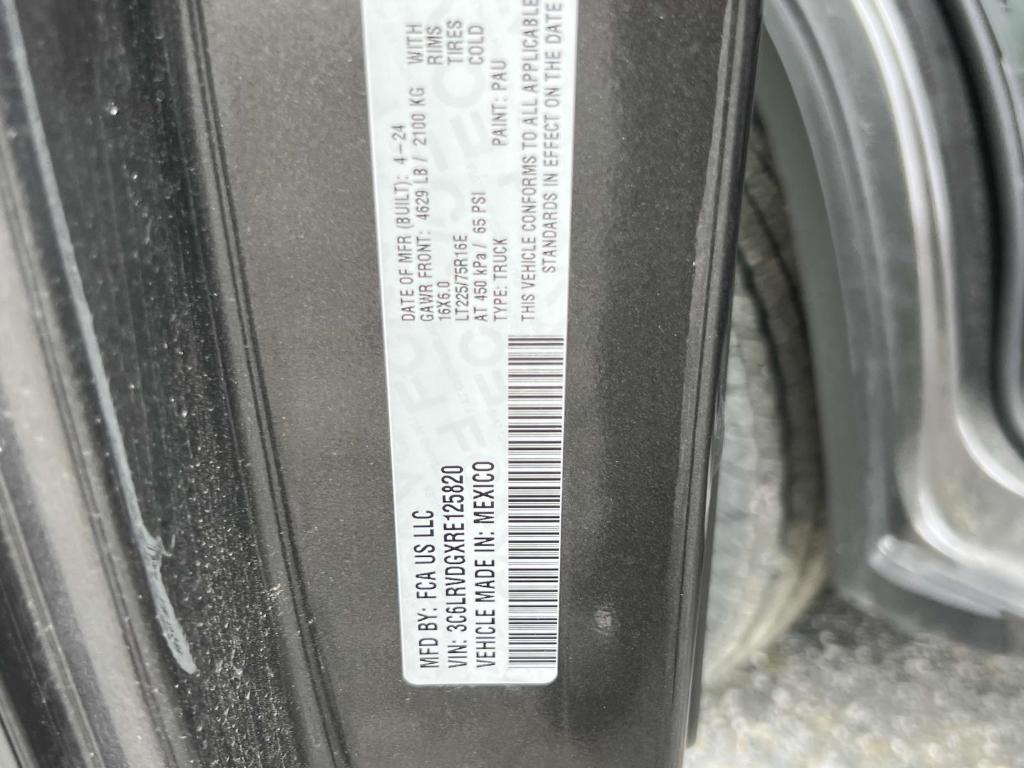 MFD BY: FCA US LLC
VIN: 3C6LRVDGXRE125820
VEHICLE MADE IN: MEXICO
DATE OF MFR (BUILT): 4-24
GAWR FRONT: 4629 LB / 2100 KG WITH
16X6.0 RIMS
LT225/75R16E TIRES
AT 450 kPa / 65 PSI COLD
TYPE: TRUCK PAINT: PAU
THIS VEHICLE CONFORMS TO ALL APPLICABLE
STANDARDS IN EFFECT ON THE DATE